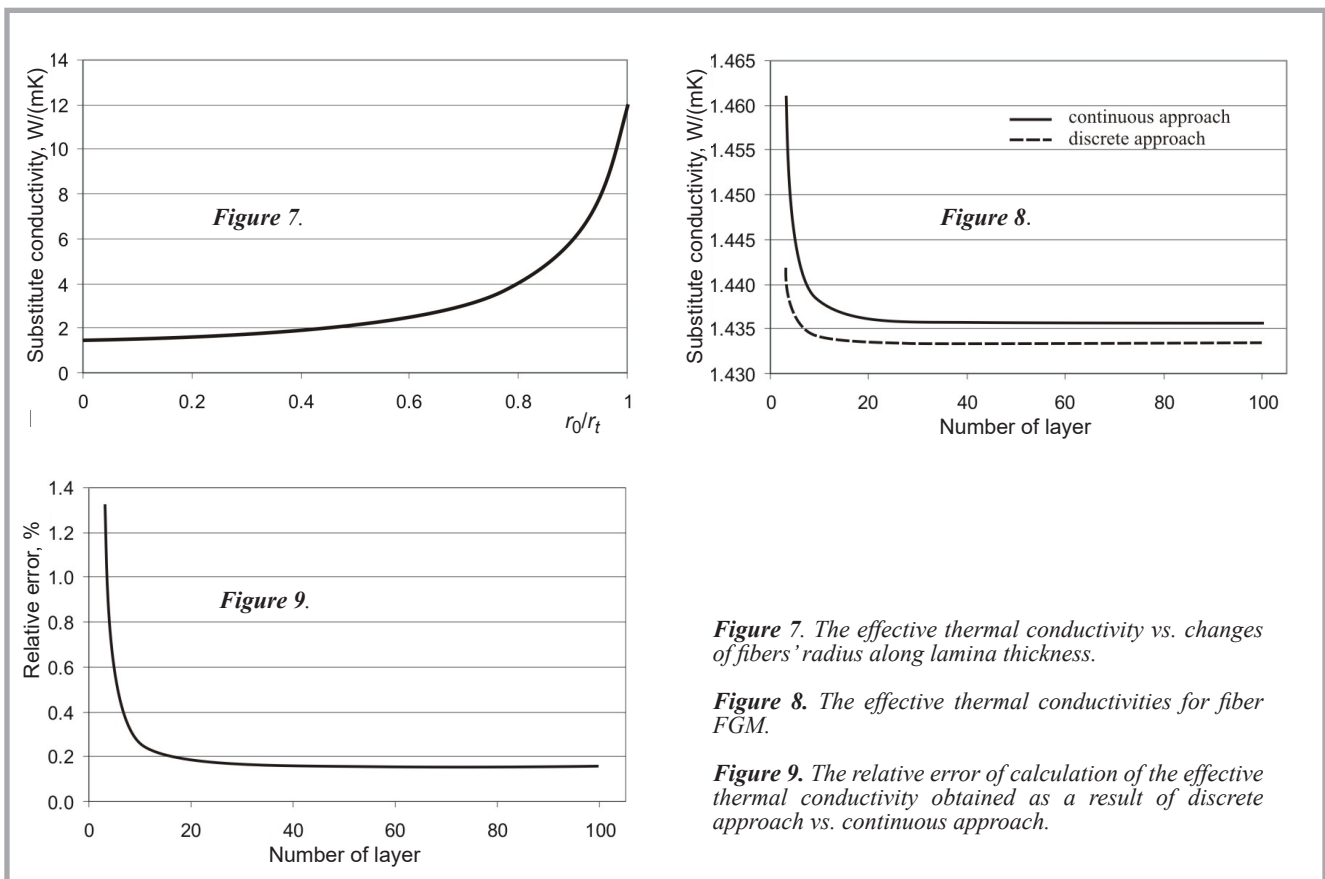 14
12
10
8
6
4
2
0
Substitute conductivity, W/(mK)
Figure 7.
0 0.2 0.4 0.6 0.8 1
r0/rt
1.465
1.460
1.455
1.450
1.445
1.440
1.435
1.430
Substitute conductivity, W/(mK)
continuous approach
discrete approach
Figure 8.
0 20 40 60 80 100
Number of layer
1.4
1.2
1.0
0.8
0.6
0.4
0.2
0.0
Relative error, %
Figure 9.
0 20 40 60 80 100
Number of layer
Figure 7. The effective thermal conductivity vs. changes
of fibers' radius along lamina thickness.
Figure 8. The effective thermal conductivities for fiber
FGM.
Figure 9. The relative error of calculation of the effective
thermal conductivity obtained as a result of discrete
approach vs. continuous approach.